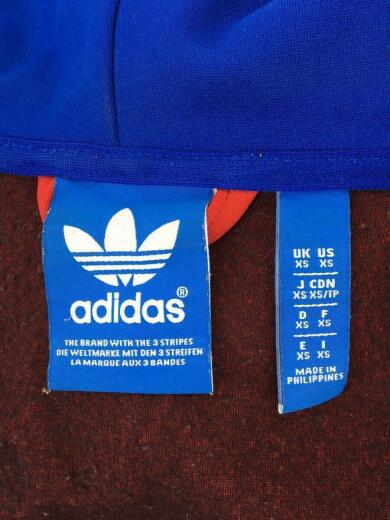 adidas®
THE BRAND WITH THE 3 STRIPES
DIE WELTMARKE MIT DEN 3 STREIFEN
LA MARQUE AUX 3 BANDES
UK US
XS XS
J CDN
XS XS/TP
D F
XS XS
E I
XS XS
MADE IN
PHILIPPINES